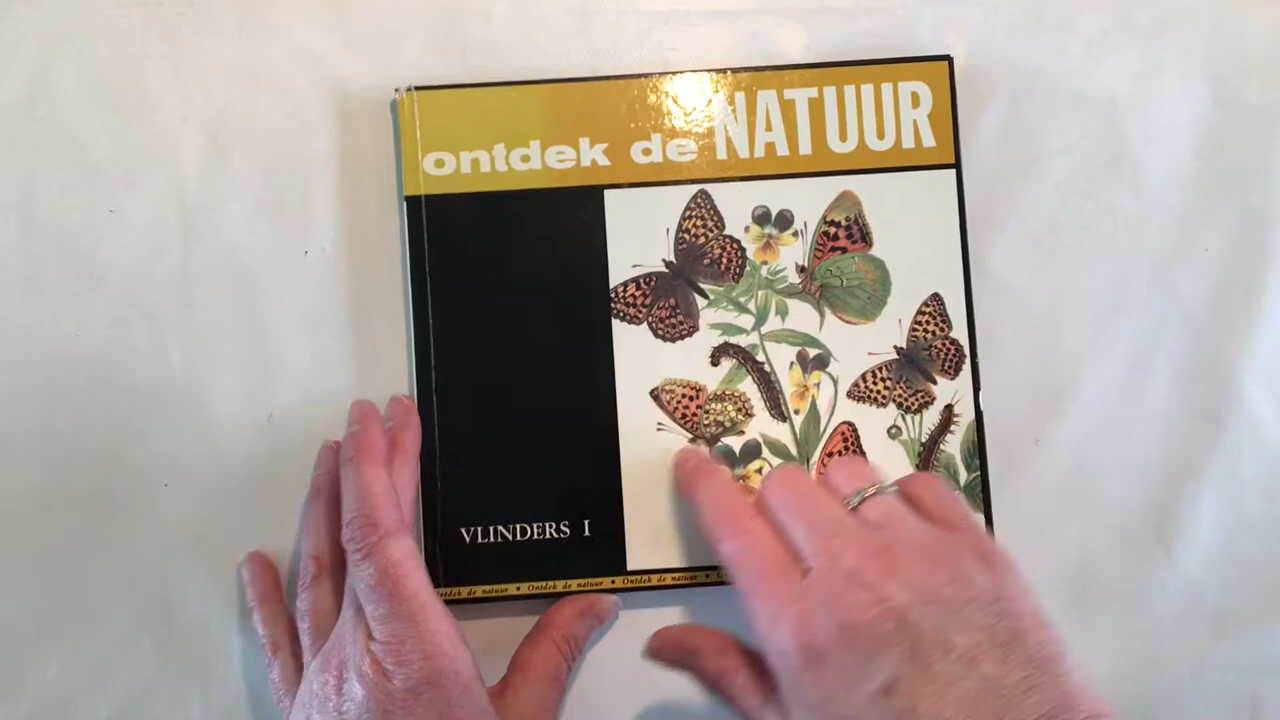 ontdek de NATUUR
VLINDERS I
Ontdek de natuur • Ontdek de natuur • Ontdek de natuur •